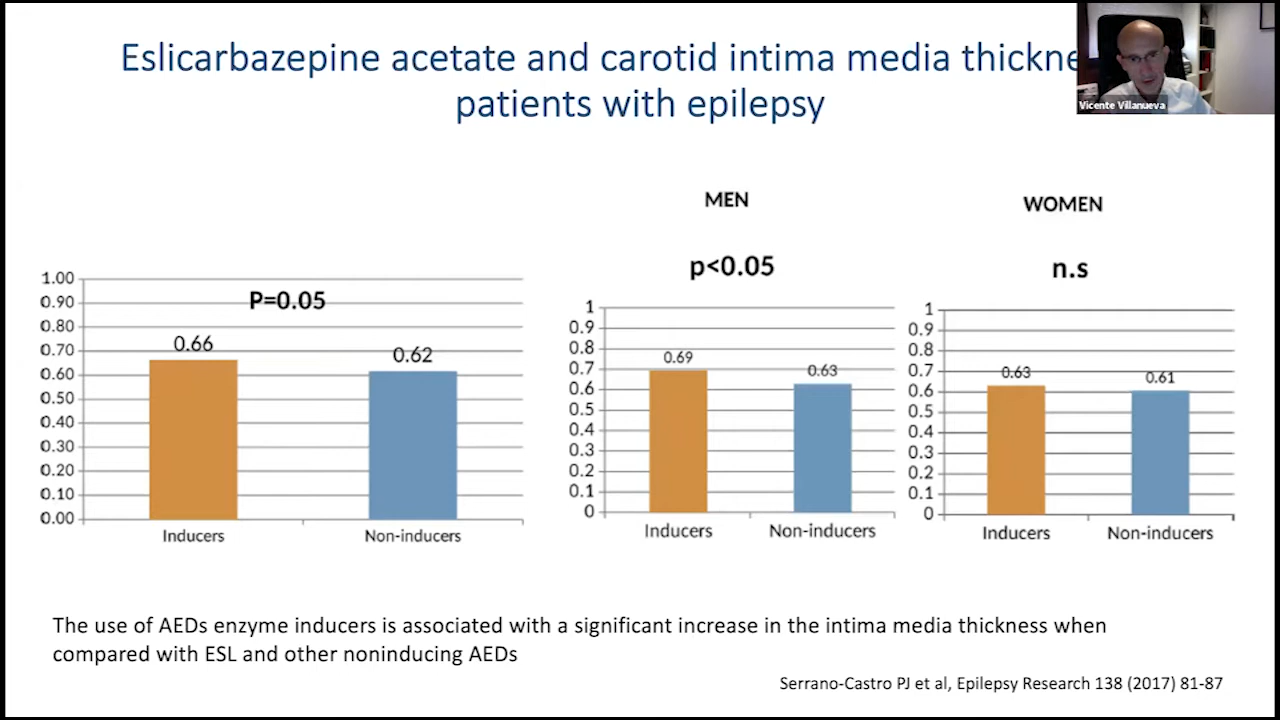 Eslicarbazepine acetate and carotid intima media
patients with epilepsy
Vicente Villanueva
MEN
WOMEN
p<0.05
n.s
P=0.05
1.00
0.90
0.80
0.70
0.60
0.50
0.40
0.30
0.20
0.10
0.00
0.66
0.62
Inducers Non-inducers
1
0.9
0.8
0.7
0.6
0.5
0.4
0.3
0.2
0.1
0
0.69
0.63
Inducers Non-inducers
1
0.9
0.8
0.7
0.6
0.5
0.4
0.3
0.2
0.1
0
0.63
0.61
Inducers Non-inducers
The use of AEDs enzyme inducers is associated with a significant increase in the intima media thickness when
compared with ESL and other noninducing AEDs
Serrano-Castro PJ et al, Epilepsy Research 138 (2017) 81-87